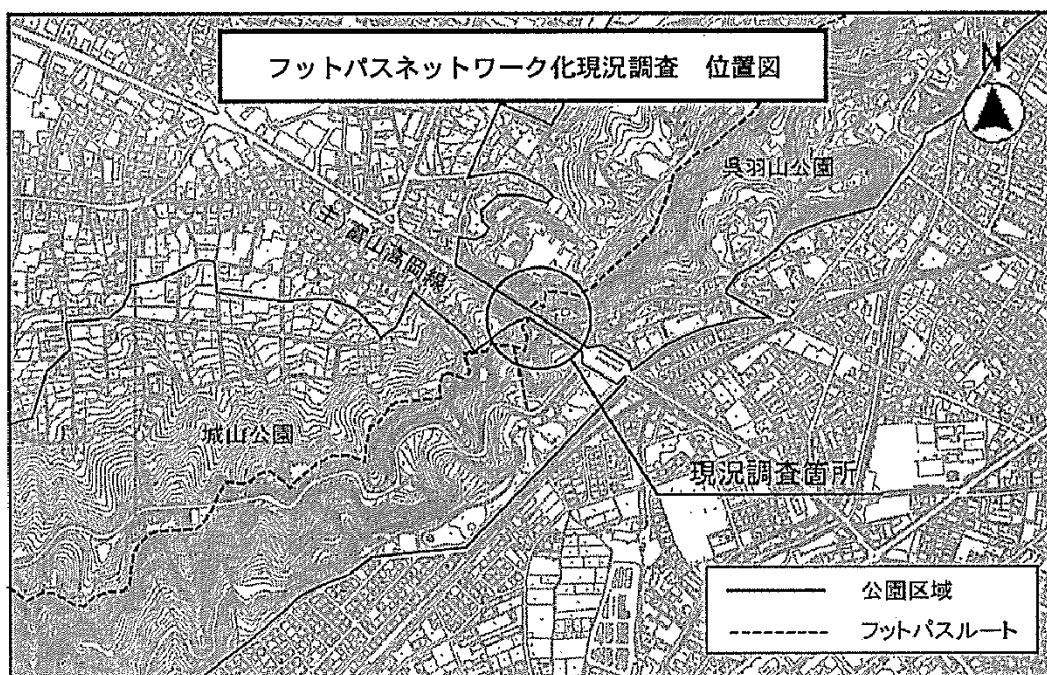 フットパスネットワーク化現況調査　位置図
N
呉羽山公園
(主)富山高岡線
城山公園
現況調査箇所
公園区域
フットパスルート